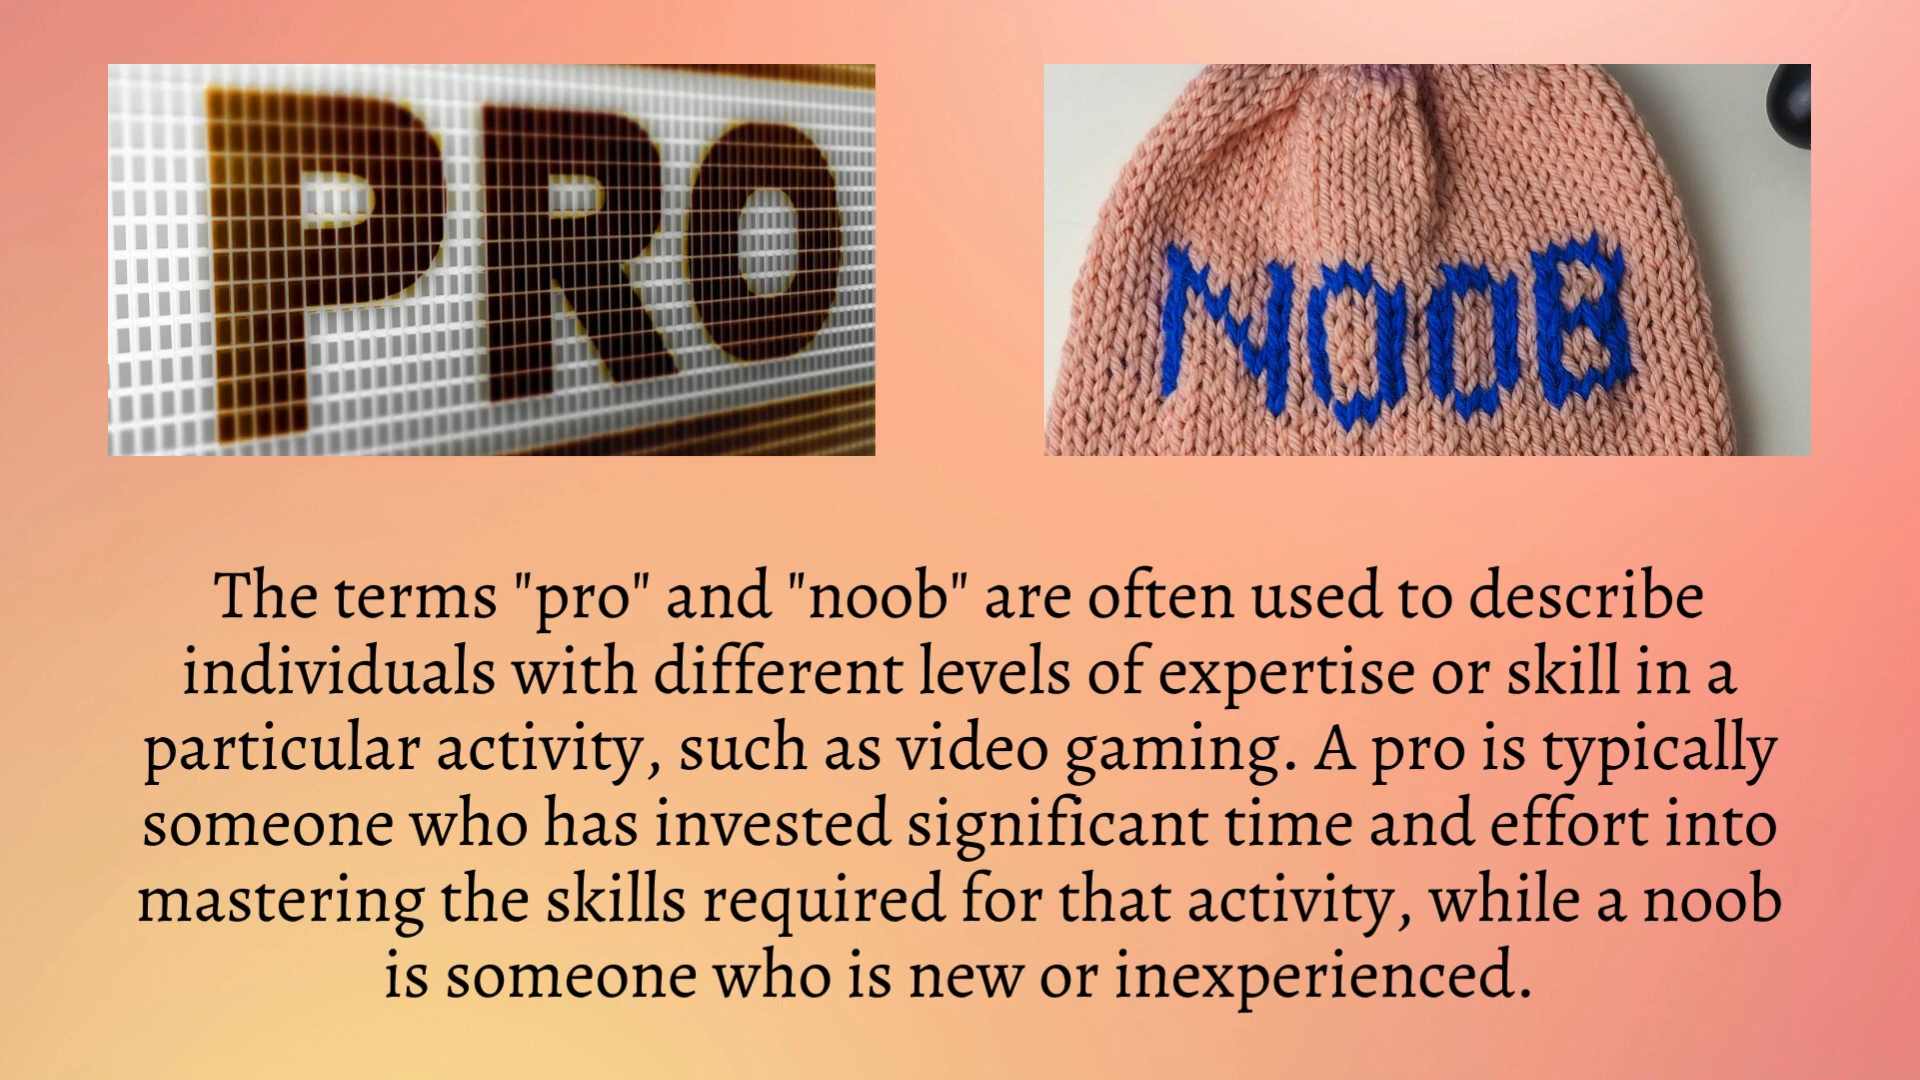 PRO
NOOB
The terms "pro" and "noob" are often used to describe
individuals with different levels of expertise or skill in a
particular activity, such as video gaming. A pro is typically
someone who has invested significant time and effort into
mastering the skills required for that activity, while a noob
is someone who is new or inexperienced.